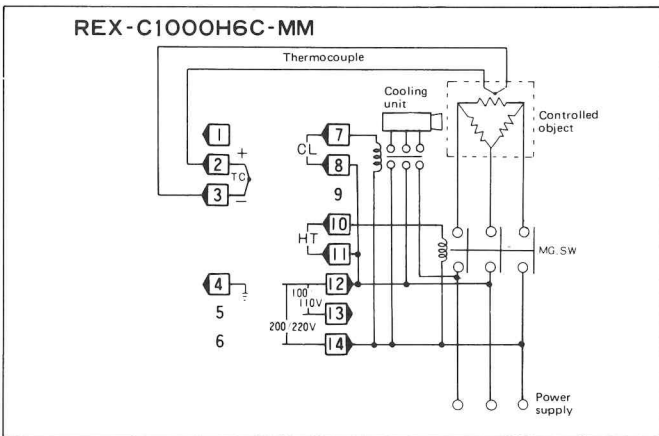 REX-C1000H6C-MM
Thermocouple
Cooling
unit
Controlled
object
1
2
+
TC
3
−
7
CL
8
9
10
HT
11
MG.SW
4
5
6
12
100
110V
13
200/220V
14
Power
supply